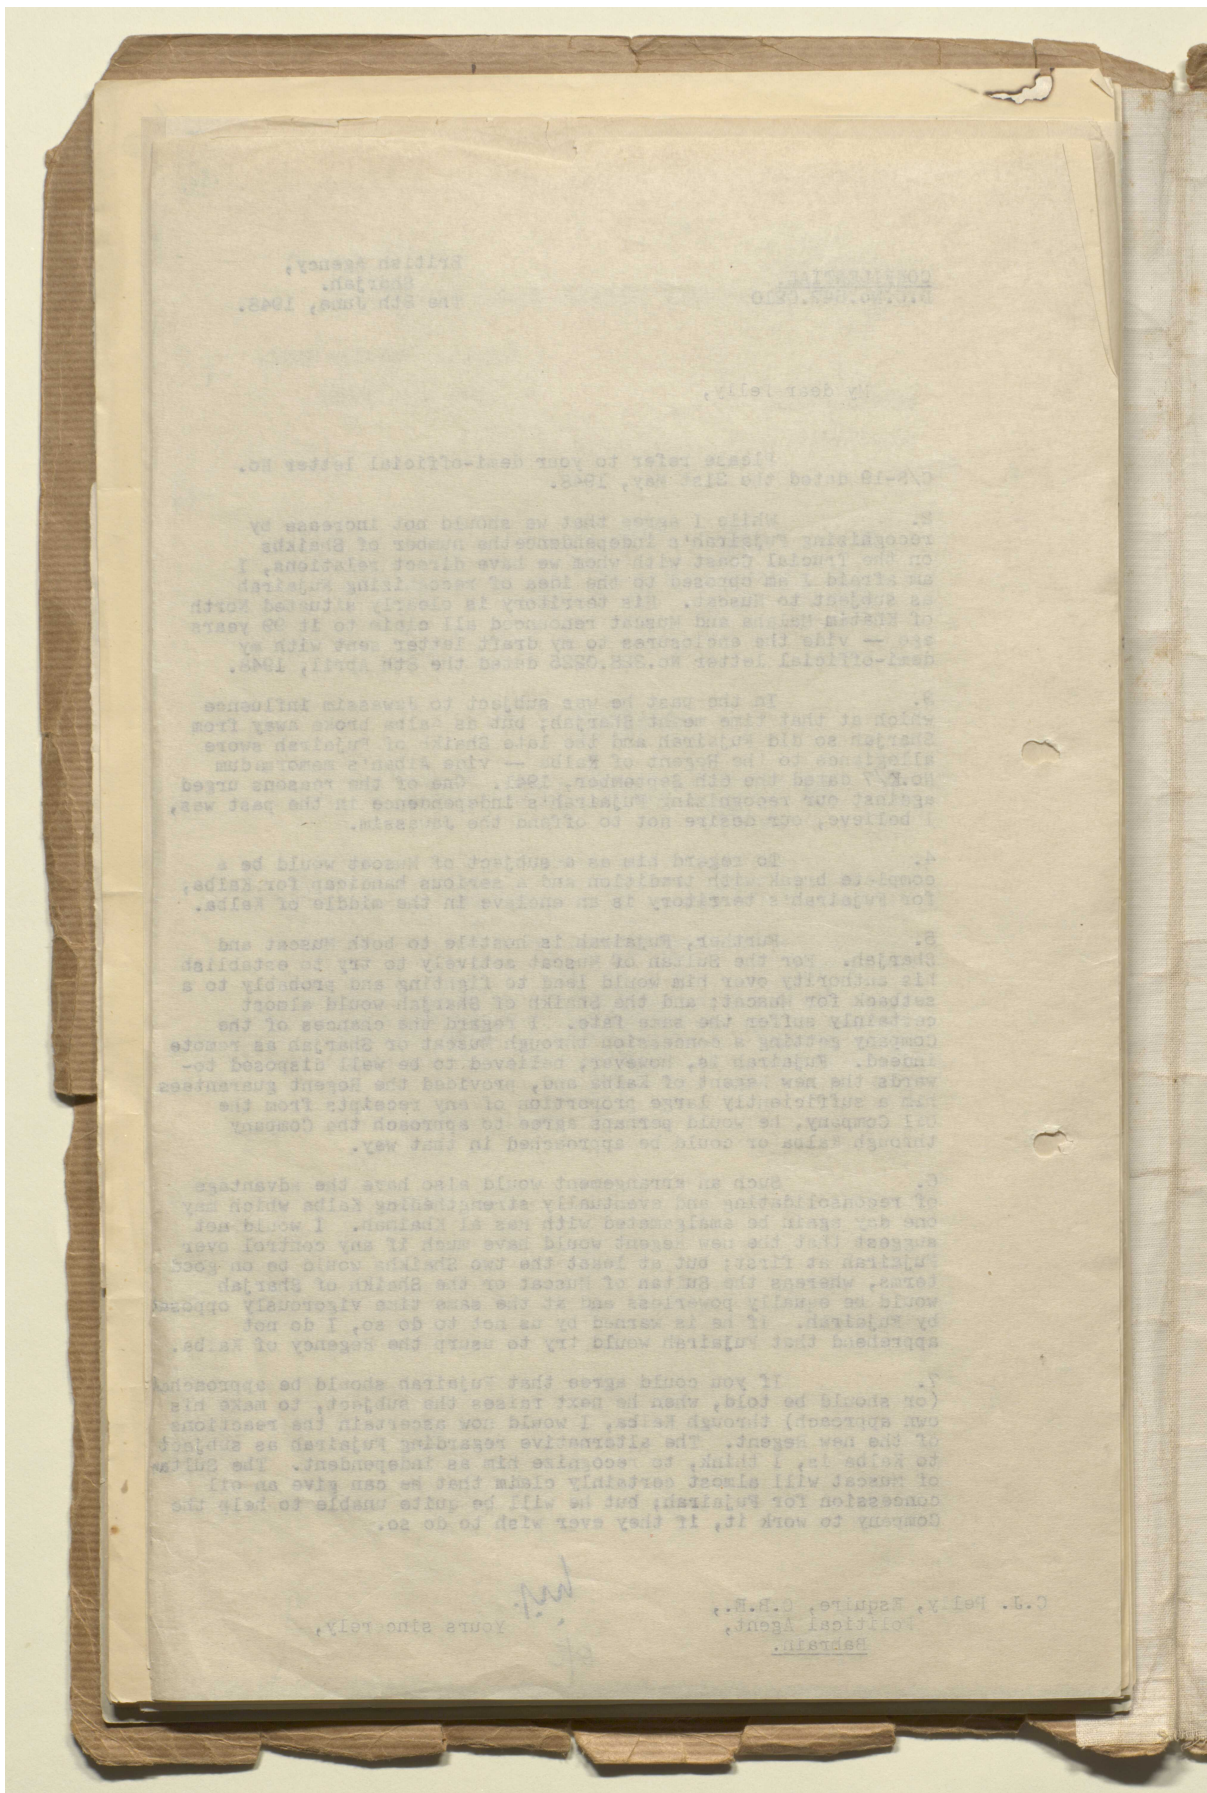 CONFIDENTIAL.
British Agency,
Sharjah.
The 8th June, 1948.
My dear Pelly,
Please refer to your demi-official letter No.
C/R-19 dated the 31st May, 1948.
2. While I agree that we should not increase by
recognising Fujairah's independence the number of Shaikhs
on the Trucial Coast with whom we have direct relations, I
am afraid I am opposed to the idea of recognizing Fujairah
as subject to Muscat. His territory is clearly situated North
of Khatmat Malaha and Muscat renounced all claim to it 99 years
ago — vide the enclosures to my draft letter sent with my
demi-official letter dated the 8th April, 1948.
3. In the past he was subject to Jawasim influence
which at that time meant Sharjah; but as Kalba broke away from
Sharjah so did Fujairah and the late Shaikh of Fujairah swore
allegiance to the Regent of Kalba — vide Alban's memorandum
dated the 6th September, 1941. One of the reasons urged
against our recognising Fujairah's independence in the past was,
I believe, our desire not to offend the Jawasim.
4. To regard him as a subject of Muscat would be a
complete break with tradition and a serious handicap for Kalba;
for Fujairah's territory is an enclave in the middle of Kalba.
5. Further, Fujairah is hostile to both Muscat and
Sharjah. For the Sultan of Muscat actively to try to establish
his authority over him would lead to fighting and probably to a
setback for Muscat; and the Shaikh of Sharjah would almost
certainly suffer the same fate. I regard the chances of the
Company getting a concession through Muscat or Sharjah as remote
indeed. Fujairah is, however, believed to be well disposed to-
wards the new Regent of Kalba and, provided the Regent guarantees
him a sufficiently large proportion of any receipts from the
Oil Company, he would perhaps agree to approach the Company
through Kalba or could be approached in that way.
6. Such an arrangement would also have the advantage
of reconsolidating and eventually strengthening Kalba which may
one day again be amalgamated with Ras Al Khaimah. I would not
suggest that the new Regent would have much if any control over
Fujairah at first; but at least the two Shaikhs would be on good
terms, whereas the Sultan of Muscat or the Shaikh of Sharjah
would be equally powerless and at the same time vigorously opposed
by Fujairah. If he is warned by us not to do so, I do not
apprehend that Fujairah would try to usurp the Regency of Kalba.
7. If you could agree that Fujairah should be approached
(or should be told, when he next raises the subject, to make his
own approach) through Kalba, I would now ascertain the reactions
of the new Regent. The alternative regarding Fujairah as subject
to Kalba is, I think, to recognize him as independent. The Sultan
of Muscat will almost certainly claim that he can give an oil
concession for Fujairah; but he will be quite unable to help the
Company to work it, if they ever wish to do so.
Yours sincerely,
C.J. Pelly, Esquire, O.B.E.,
Political Agent,
Bahrain.